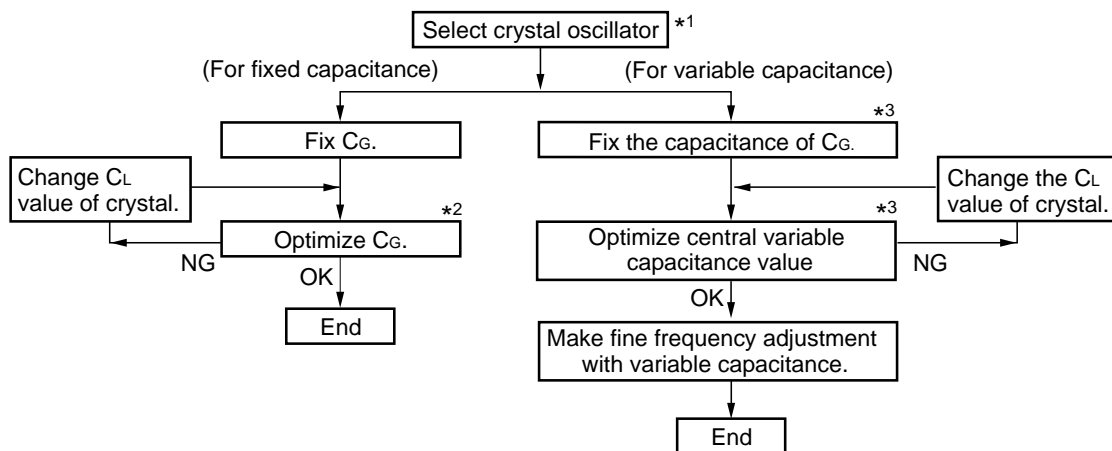 Select crystal oscillator *1
(For fixed capacitance) (For variable capacitance)
*3
Fix CG. Fix the capacitance of CG.
Change CL
value of crystal.
Change the CL
value of crystal.
*2
*3
Optimize CG.
Optimize central variable
capacitance value
NG
OK
NG
OK
End
Make fine frequency adjustment
with variable capacitance.
End